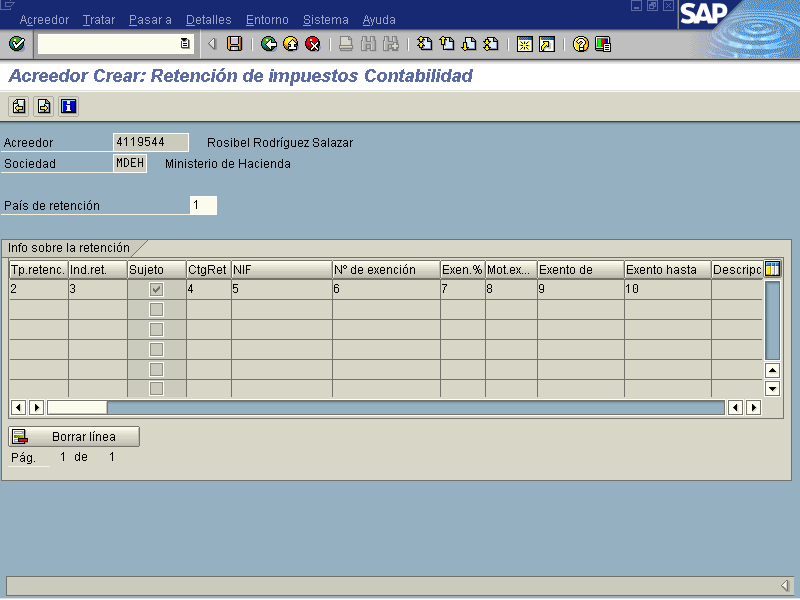 Acreedor Tratar Pasar a Detalles Entorno Sistema Ayuda
SAP
Acreedor Crear: Retención de impuestos Contabilidad
Acreedor 4119544 Rosibel Rodríguez Salazar
Sociedad MDEH Ministerio de Hacienda
País de retención 1
Info sobre la retención
Tp.retenc. Ind.ret. Sujeto CtgRet NIF Nº de exención Exen.% Mot.ex... Exento de Exento hasta Descripc
2 3 4 5 6 7 8 9 10
Borrar línea
Pág. 1 de 1